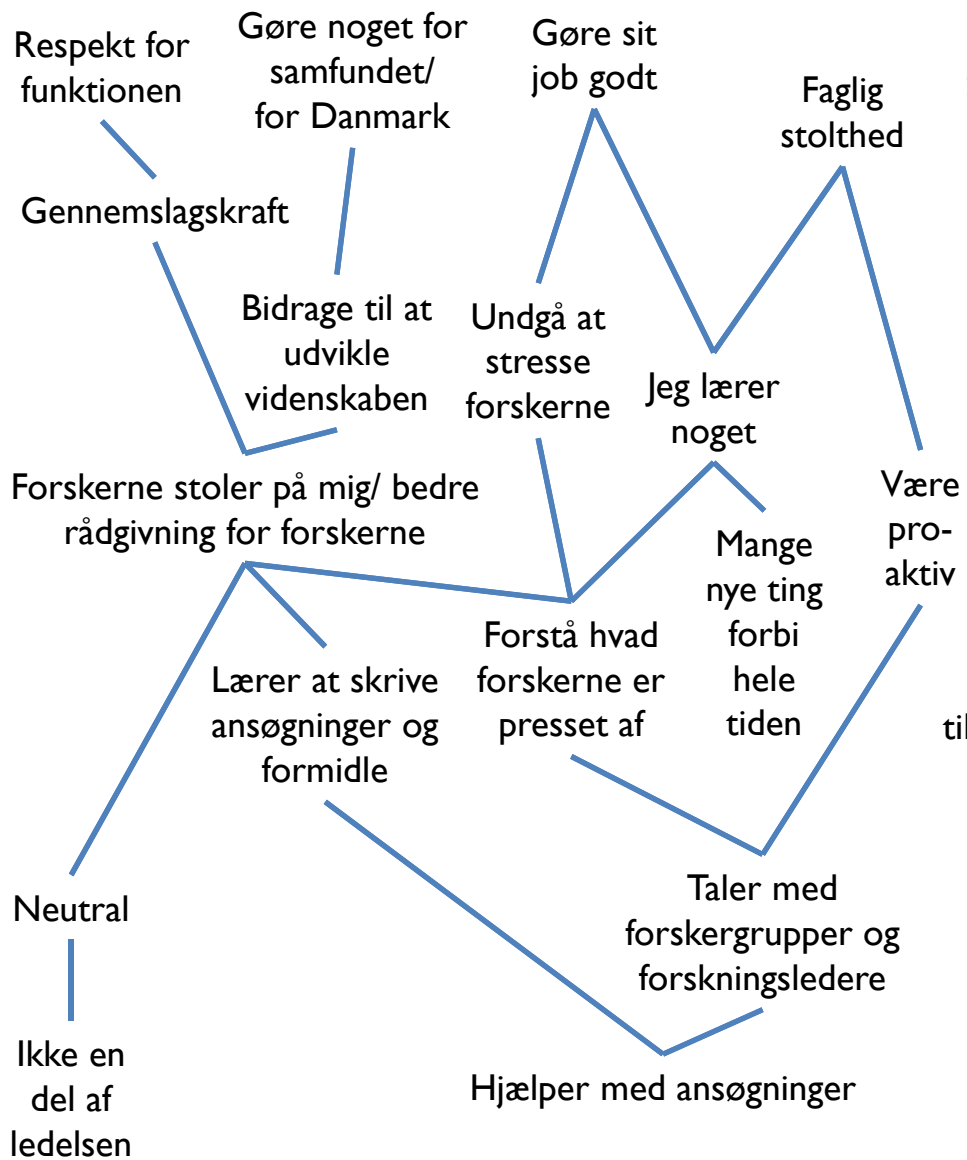 Respekt for
funktionen
Gøre noget for
samfundet/
for Danmark
Gøre sit
job godt
Faglig
stolthed
Gennemslagskraft
Bidrage til at
udvikle
videnskaben
Undgå at
stresse
forskerne
Jeg lærer
noget
Forskerne stoler på mig/ bedre
rådgivning for forskerne
Være
pro-
aktiv
Mange
nye ting
forbi
hele
tiden
Lærer at skrive
ansøgninger og
formidle
Forstå hvad
forskerne er
presset af
Neutral
Taler med
forskergrupper og
forskningsledere
Ikke en
del af
ledelsen
Hjælper med ansøgninger